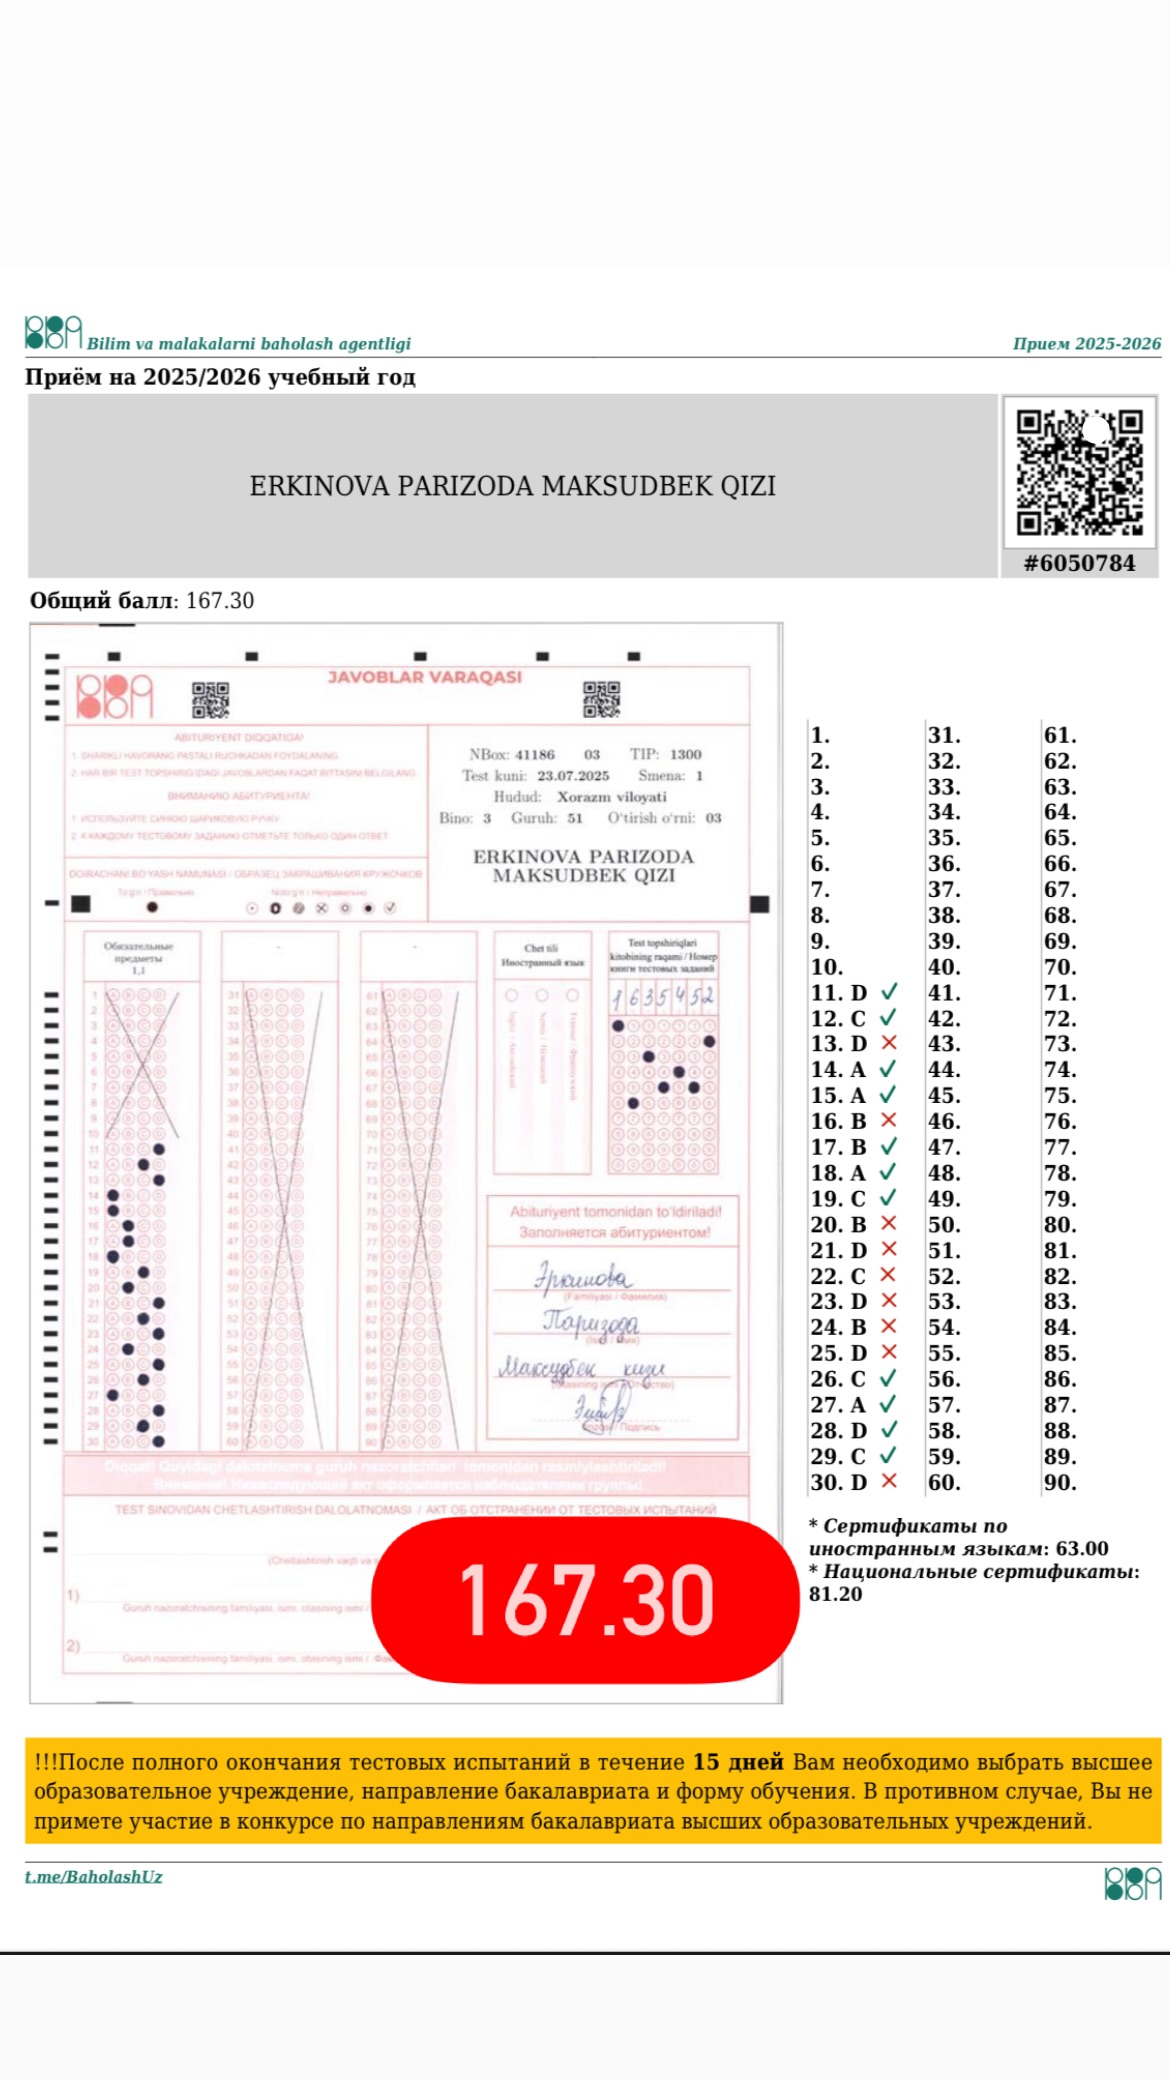 Bilim va malakalarni baholash agentligi
Прием 2025-2026
Приём на 2025/2026 учебный год
ERKINOVA PARIZODA MAKSUDBEK QIZI
#6050784
Общий балл: 167.30
JAVOBLAR VARAQASI
ABITURIYENT DIQQATIGA!
1. SHARIKLI HAVORANG PASTALI RUCHKADAN FOYDALANING
2. HAR BIR TEST TOPSHIRIG'IDAGI JAVOBLARDAN FAQAT BITTASINI BELGILANG
ВНИМАНИЮ АБИТУРИЕНТА!
1. ИСПОЛЬЗУЙТЕ СИНЮЮ ШАРИКОВУЮ РУЧКУ
2. К КАЖДОМУ ТЕСТОВОМУ ЗАДАНИЮ ОТМЕТЬТЕ ТОЛЬКО ОДИН ОТВЕТ
NBox: 41186 03 TIP: 1300
Test kuni: 23.07.2025 Smena: 1
Hudud: Xorazm viloyati
Bino: 3 Guruh: 51 O'tirish o'rni: 03
ERKINOVA PARIZODA
MAKSUDBEK QIZI
DOIRACHANI BO'YASH NAMUNASI / ОБРАЗЕЦ ЗАКРАШИВАНИЯ КРУЖОЧКОВ
To'g'ri / Правильно
Noto'g'ri / Неправильно
Обязательные
предметы
1,1
Chet tili
Иностранный язык
Test topshiriqlari
kitobining raqami / Номер
книги тестовых заданий
1635452
Abituriyent tomonidan to'ldiriladi!
Заполняется абитуриентом!
Эркинова
(Familiyasi / Фамилия)
Паризода
Максудбек кизи
Diqqat! Quyidagi dalolatnoma guruh nazoratchilari tomonidan rasmiylashtiriladi!
Внимание! Нижеследующий акт оформляется наблюдателями группы!
TEST SINOVIDAN CHETLASHTIRISH DALOLATNOMASI / АКТ ОБ ОТСТРАНЕНИИ ОТ ТЕСТОВЫХ ИСПЫТАНИЙ
(Chetlashtirish vaqti va s
1)
Guruh nazoratchisining familiyasi, ismi, otasining ismi /
2)
Guruh nazoratchisining familiyasi, ismi, otasining ismi /
167.30
1. 31. 61.
2. 32. 62.
3. 33. 63.
4. 34. 64.
5. 35. 65.
6. 36. 66.
7. 37. 67.
8. 38. 68.
9. 39. 69.
10. 40. 70.
11. D ✓ 41. 71.
12. C ✓ 42. 72.
13. D ✕ 43. 73.
14. A ✓ 44. 74.
15. A ✓ 45. 75.
16. B ✕ 46. 76.
17. B ✓ 47. 77.
18. A ✓ 48. 78.
19. C ✓ 49. 79.
20. B ✕ 50. 80.
21. D ✕ 51. 81.
22. C ✕ 52. 82.
23. D ✕ 53. 83.
24. B ✕ 54. 84.
25. D ✕ 55. 85.
26. C ✓ 56. 86.
27. A ✓ 57. 87.
28. D ✓ 58. 88.
29. C ✓ 59. 89.
30. D ✕ 60. 90.
* Сертификаты по
иностранным языкам: 63.00
* Национальные сертификаты:
81.20
!!!После полного окончания тестовых испытаний в течение 15 дней Вам необходимо выбрать высшее
образовательное учреждение, направление бакалавриата и форму обучения. В противном случае, Вы не
примете участие в конкурсе по направлениям бакалавриата высших образовательных учреждений.
t.me/BaholashUz